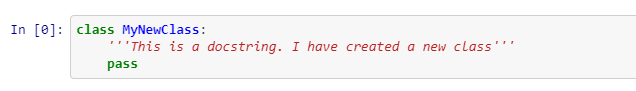 In [0]: class MyNewClass:
'''This is a docstring. I have created a new class'''
pass